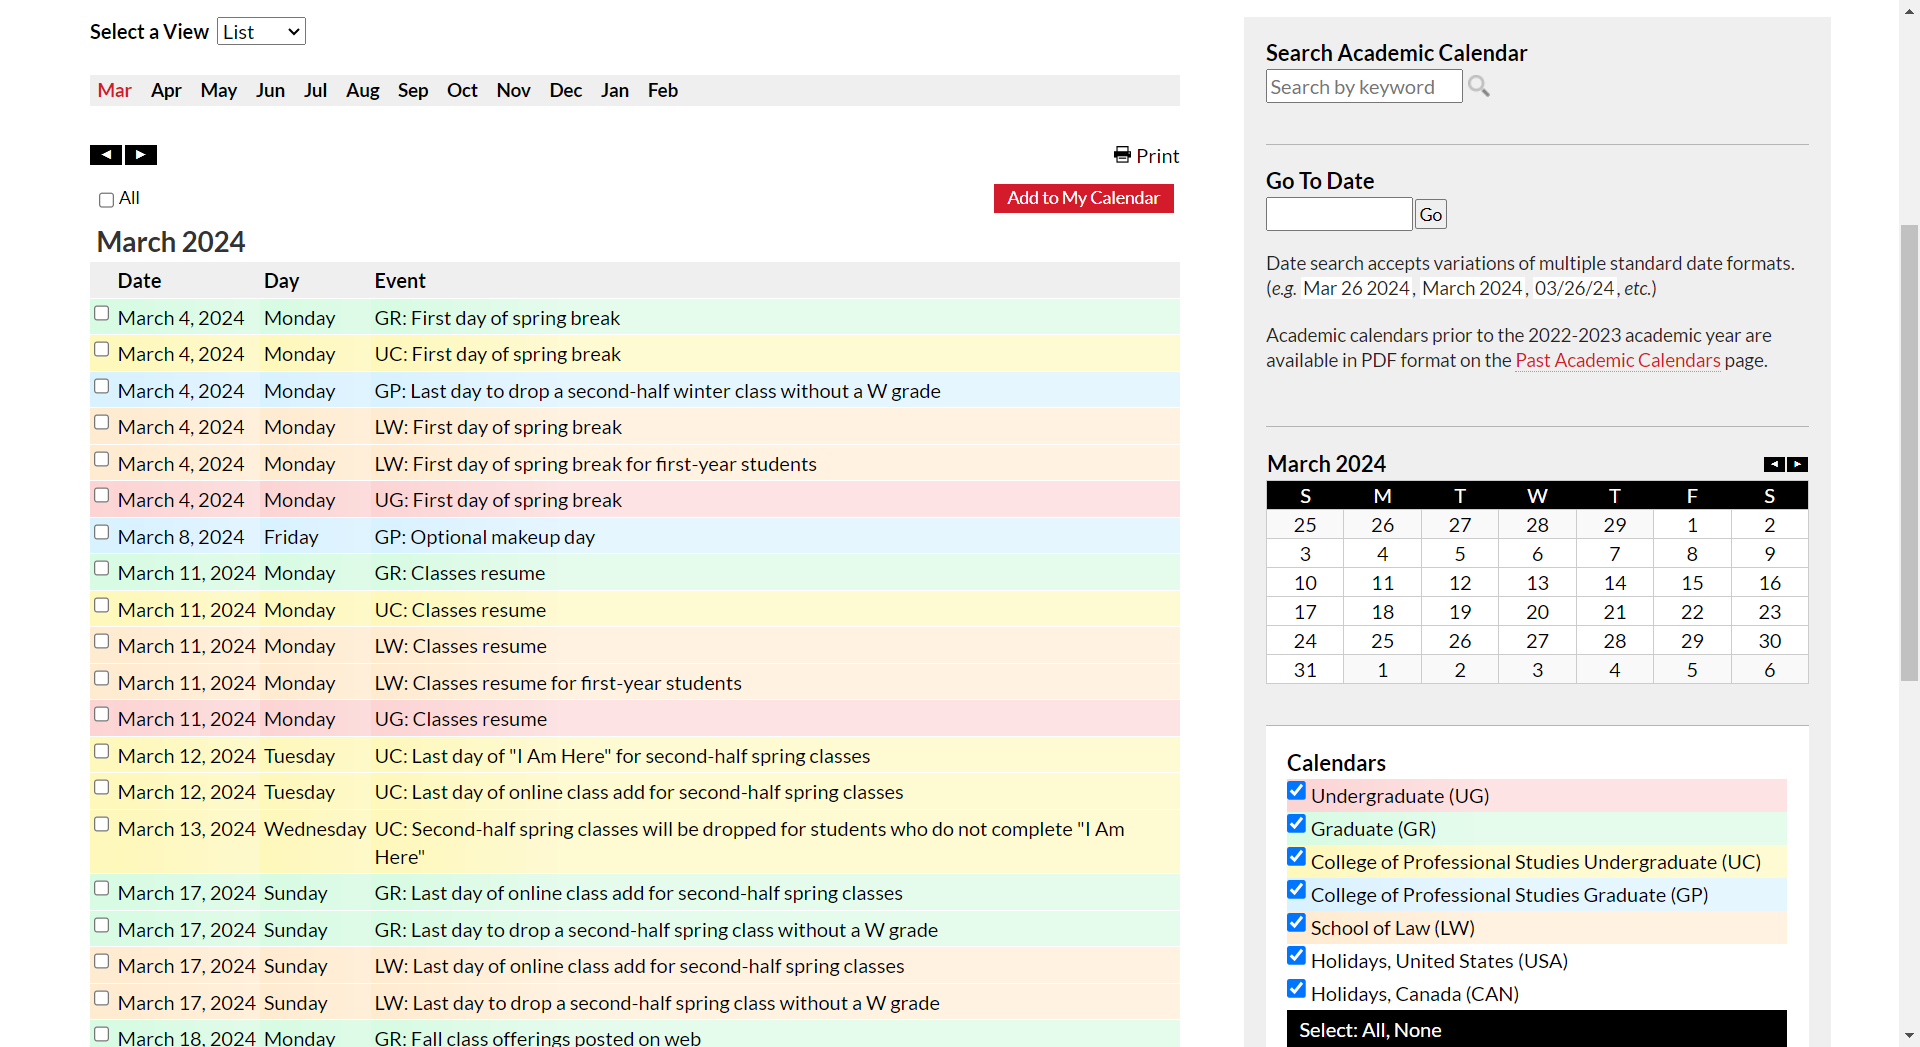 Select a View List
Mar Apr May Jun Jul Aug Sep Oct Nov Dec Jan Feb
Print
All
Add to My Calendar
March 2024
Date Day Event
March 4, 2024 Monday GR: First day of spring break
March 4, 2024 Monday UC: First day of spring break
March 4, 2024 Monday GP: Last day to drop a second-half winter class without a W grade
March 4, 2024 Monday LW: First day of spring break
March 4, 2024 Monday LW: First day of spring break for first-year students
March 4, 2024 Monday UG: First day of spring break
March 8, 2024 Friday GP: Optional makeup day
March 11, 2024 Monday GR: Classes resume
March 11, 2024 Monday UC: Classes resume
March 11, 2024 Monday LW: Classes resume
March 11, 2024 Monday LW: Classes resume for first-year students
March 11, 2024 Monday UG: Classes resume
March 12, 2024 Tuesday UC: Last day of "I Am Here" for second-half spring classes
March 12, 2024 Tuesday UC: Last day of online class add for second-half spring classes
March 13, 2024 Wednesday UC: Second-half spring classes will be dropped for students who do not complete "I Am
Here"
March 17, 2024 Sunday GR: Last day of online class add for second-half spring classes
March 17, 2024 Sunday GR: Last day to drop a second-half spring class without a W grade
March 17, 2024 Sunday LW: Last day of online class add for second-half spring classes
March 17, 2024 Sunday LW: Last day to drop a second-half spring class without a W grade
March 18, 2024 Monday GR: Fall class offerings posted on web
Search Academic Calendar
Search by keyword
Go To Date
Go
Date search accepts variations of multiple standard date formats.
(e.g. Mar 26 2024, March 2024, 03/26/24, etc.)
Academic calendars prior to the 2022-2023 academic year are
available in PDF format on the Past Academic Calendars page.
March 2024
S M T W T F S
25 26 27 28 29 1 2
3 4 5 6 7 8 9
10 11 12 13 14 15 16
17 18 19 20 21 22 23
24 25 26 27 28 29 30
31 1 2 3 4 5 6
Calendars
Undergraduate (UG)
Graduate (GR)
College of Professional Studies Undergraduate (UC)
College of Professional Studies Graduate (GP)
School of Law (LW)
Holidays, United States (USA)
Holidays, Canada (CAN)
Select: All, None